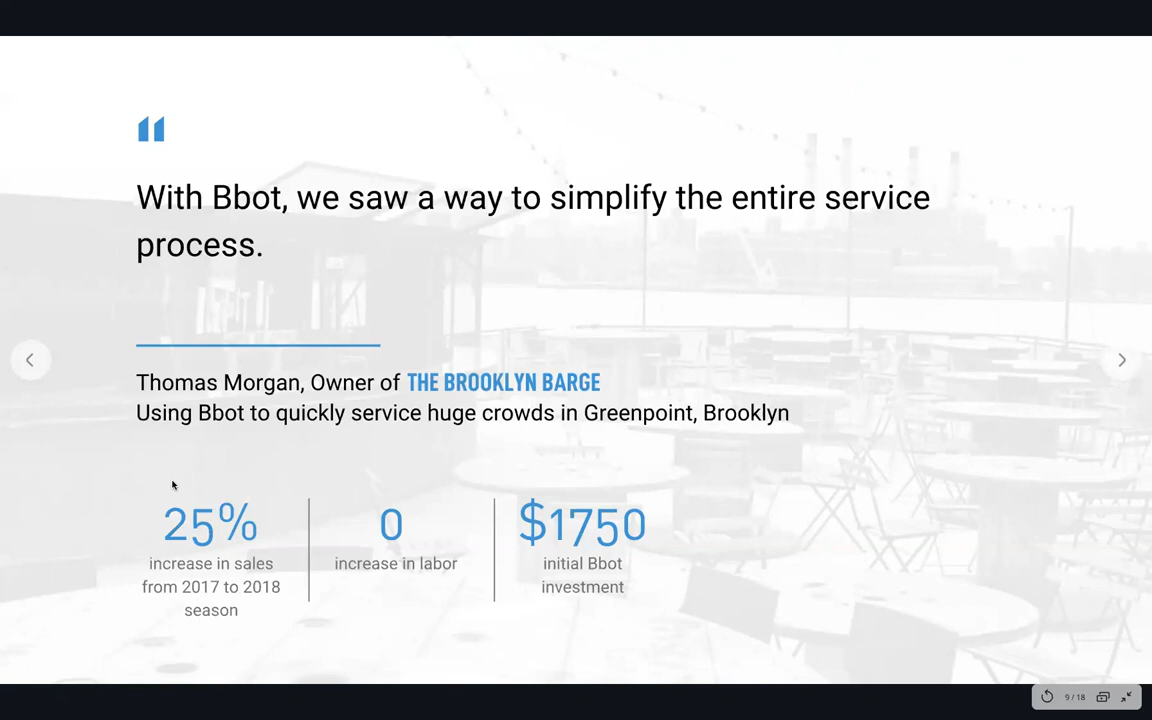 "
With Bbot, we saw a way to simplify the entire service
process.
Thomas Morgan, Owner of THE BROOKLYN BARGE
Using Bbot to quickly service huge crowds in Greenpoint, Brooklyn
25%
increase in sales
from 2017 to 2018
season
0
increase in labor
$1750
initial Bbot
investment
9 / 18